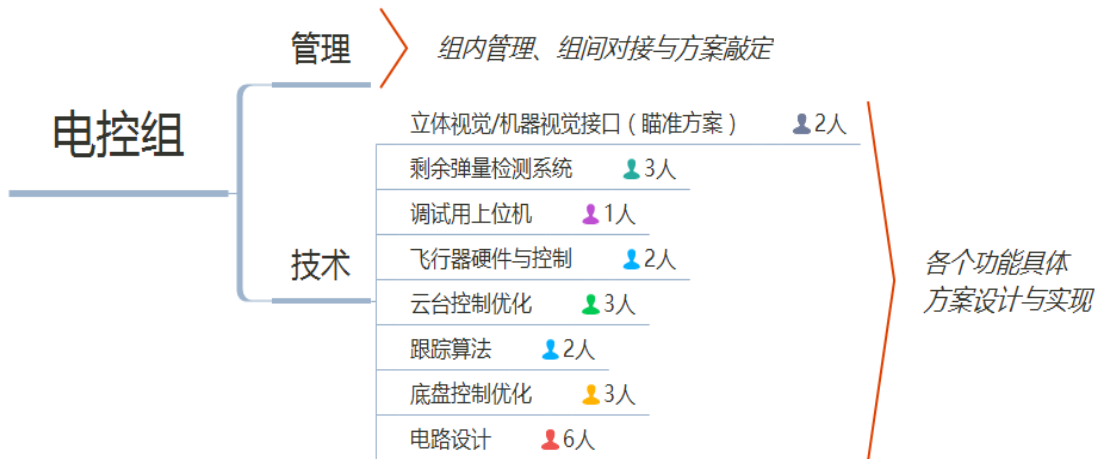 电控组
管理
组内管理、组间对接与方案敲定
技术
立体视觉/机器视觉接口（瞄准方案） 2人
剩余弹量检测系统 3人
调试用上位机 1人
飞行器硬件与控制 2人
云台控制优化 3人
跟踪算法 2人
底盘控制优化 3人
电路设计 6人
各个功能具体
方案设计与实现